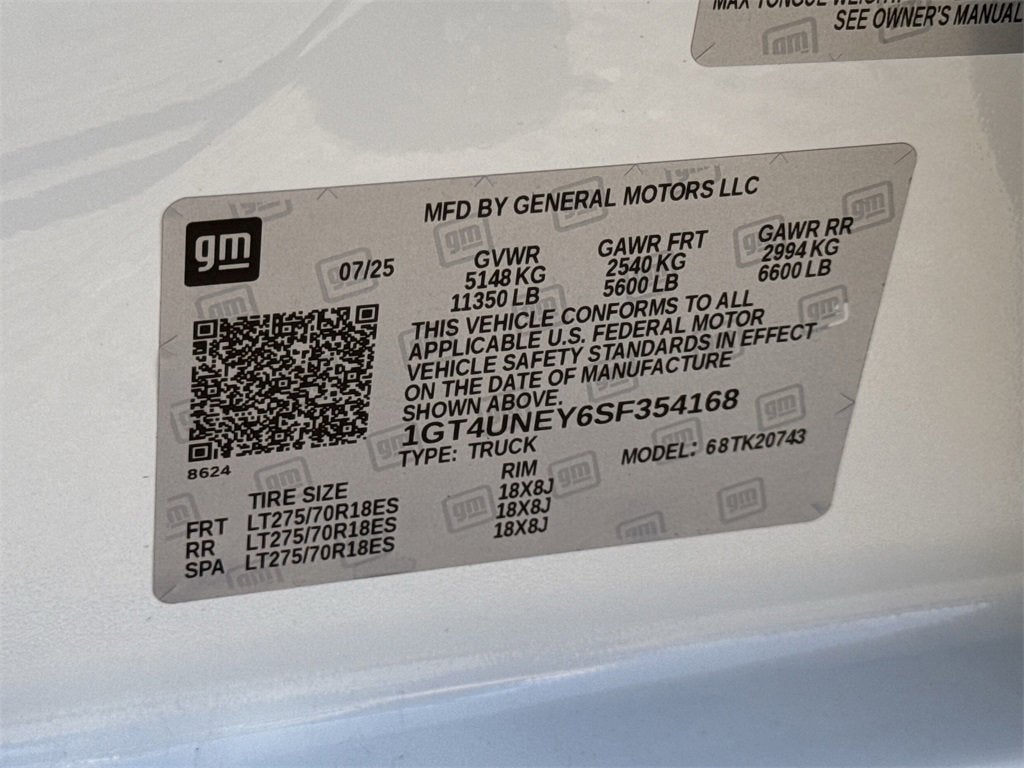 MAX TONGUE WEIGHT:
SEE OWNER'S MANUAL
gm
MFD BY GENERAL MOTORS LLC
07/25
GVWR GAWR FRT GAWR RR
5148 KG 2540 KG 2994 KG
11350 LB 5600 LB 6600 LB
THIS VEHICLE CONFORMS TO ALL
APPLICABLE U.S. FEDERAL MOTOR
VEHICLE SAFETY STANDARDS IN EFFECT
ON THE DATE OF MANUFACTURE
SHOWN ABOVE.
1GT4UNEY6SF354168
TYPE: TRUCK MODEL: 68TK20743
8624
TIRE SIZE RIM
FRT LT275/70R18ES 18X8J
RR LT275/70R18ES 18X8J
SPA LT275/70R18ES 18X8J